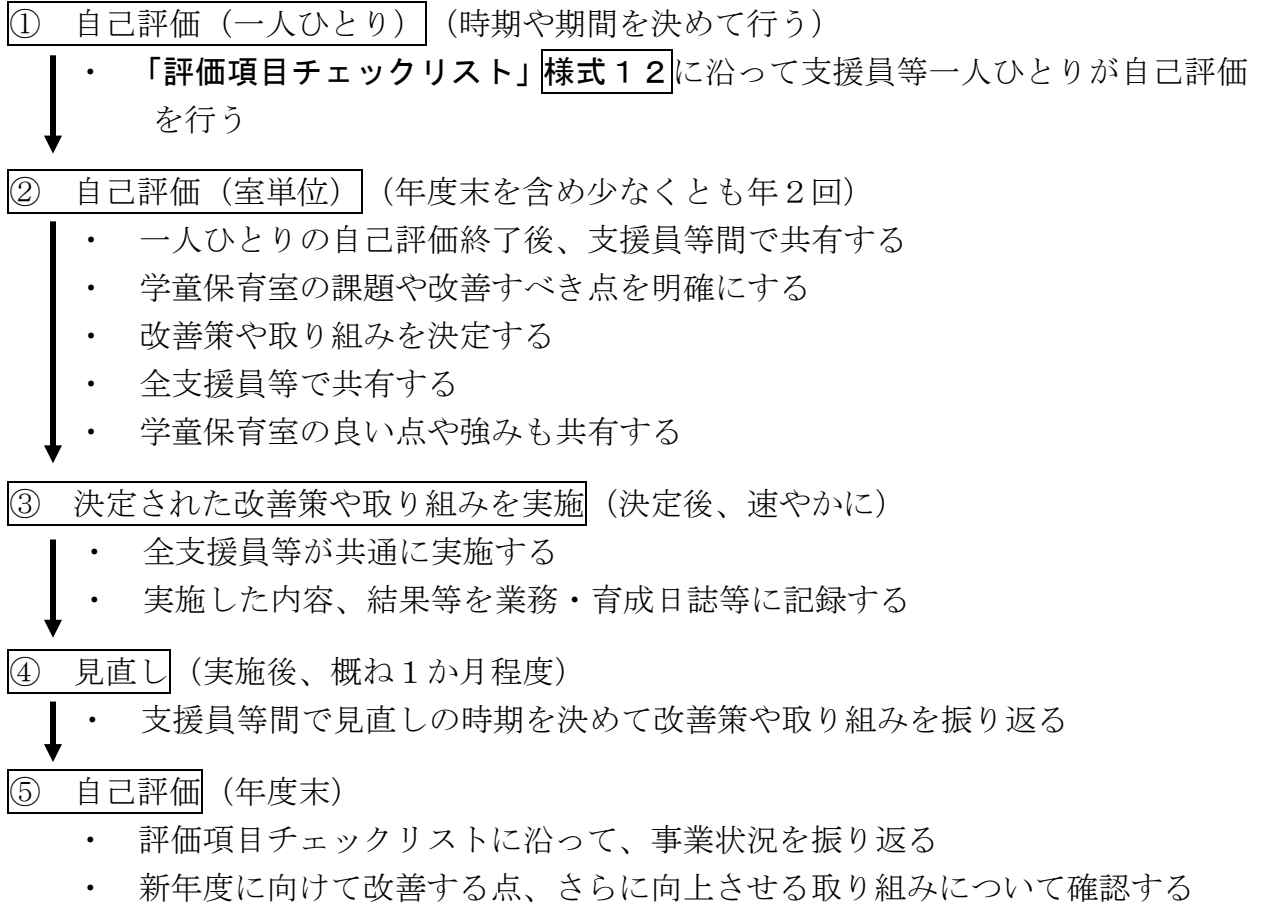 ① 自己評価（一人ひとり）（時期や期間を決めて行う）
・ 「評価項目チェックリスト」様式１２に沿って支援員等一人ひとりが自己評価
を行う
② 自己評価（室単位）（年度末を含め少なくとも年２回）
・ 一人ひとりの自己評価終了後、支援員等間で共有する
・ 学童保育室の課題や改善すべき点を明確にする
・ 改善策や取り組みを決定する
・ 全支援員等で共有する
・ 学童保育室の良い点や強みも共有する
③ 決定された改善策や取り組みを実施（決定後、速やかに）
・ 全支援員等が共通に実施する
・ 実施した内容、結果等を業務・育成日誌等に記録する
④ 見直し（実施後、概ね１か月程度）
・ 支援員等間で見直しの時期を決めて改善策や取り組みを振り返る
⑤ 自己評価（年度末）
・ 評価項目チェックリストに沿って、事業状況を振り返る
・ 新年度に向けて改善する点、さらに向上させる取り組みについて確認する